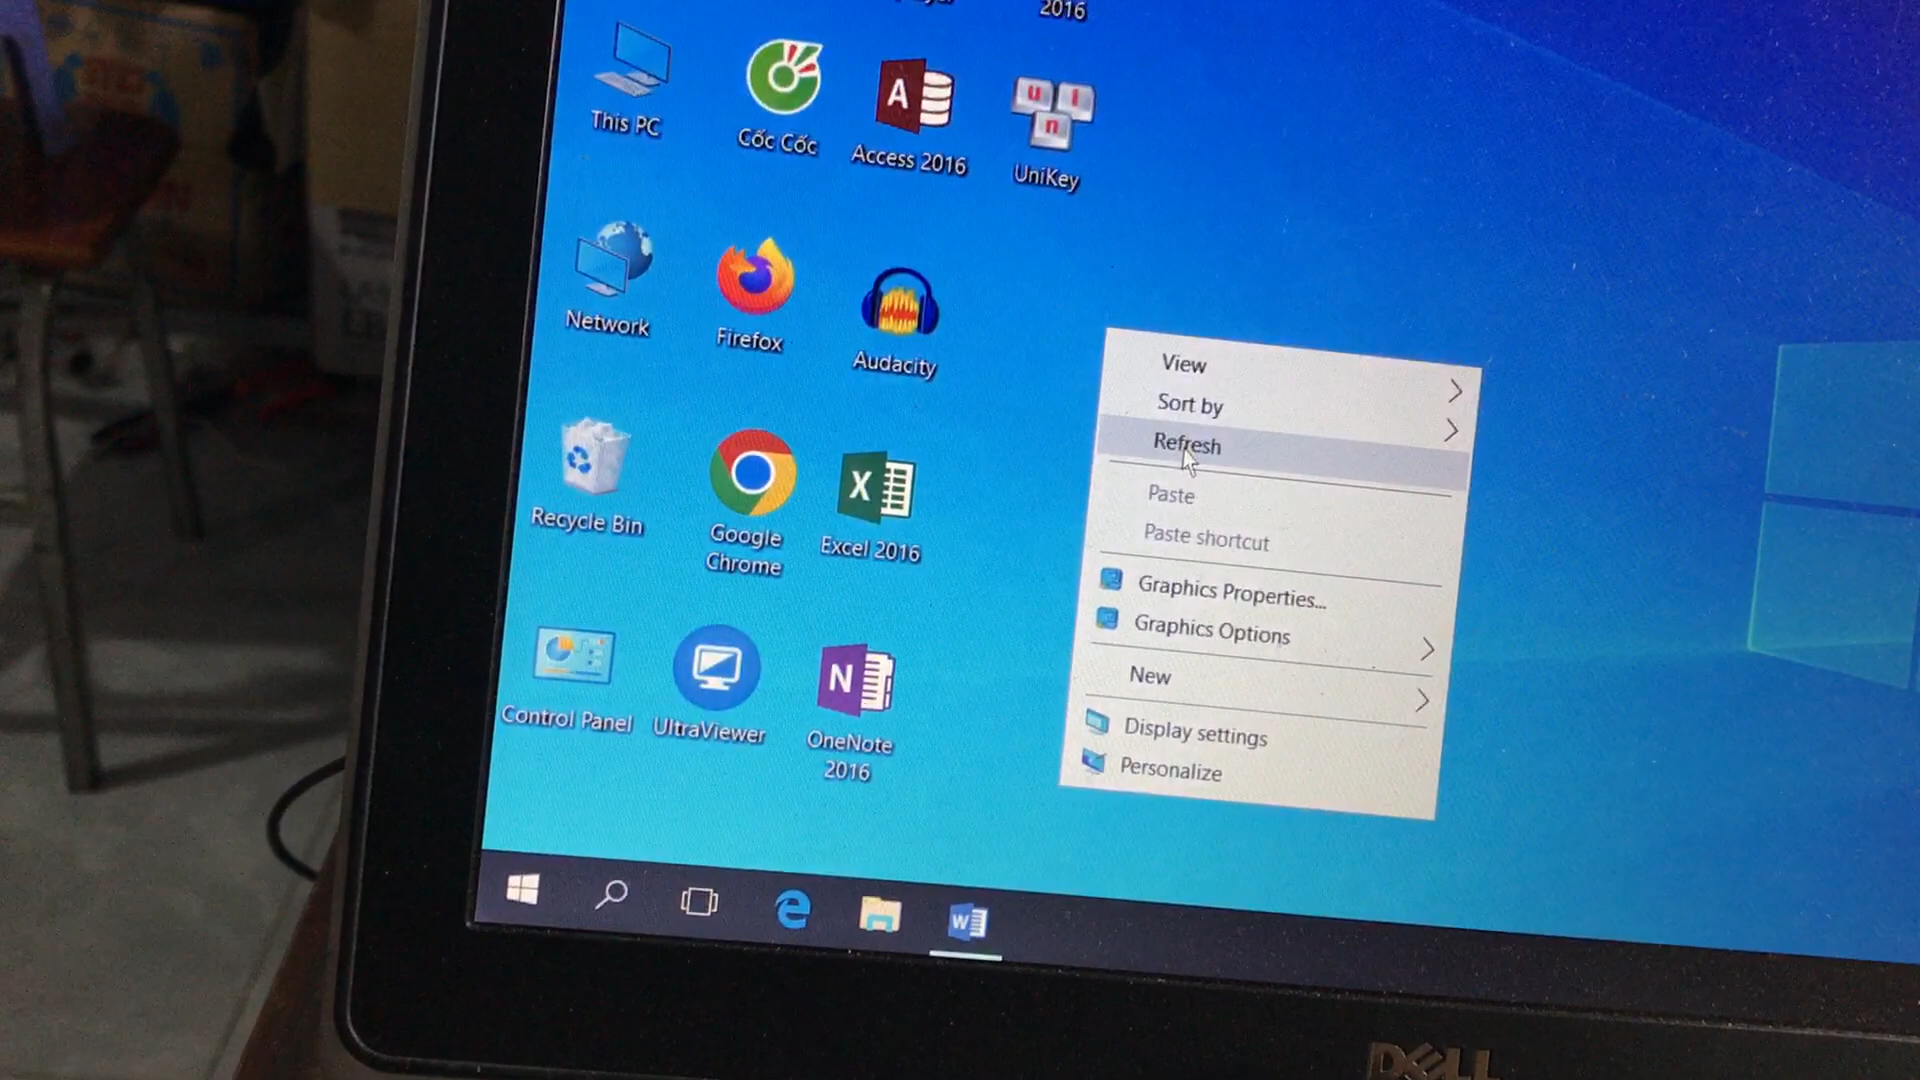 2016
This PC
Cốc Cốc
Access 2016
UniKey
Network
Firefox
Audacity
Recycle Bin
Google
Chrome
Excel 2016
Control Panel
UltraViewer
OneNote
2016
View
Sort by
Refresh
Paste
Paste shortcut
Graphics Properties...
Graphics Options
New
Display settings
Personalize
DELL